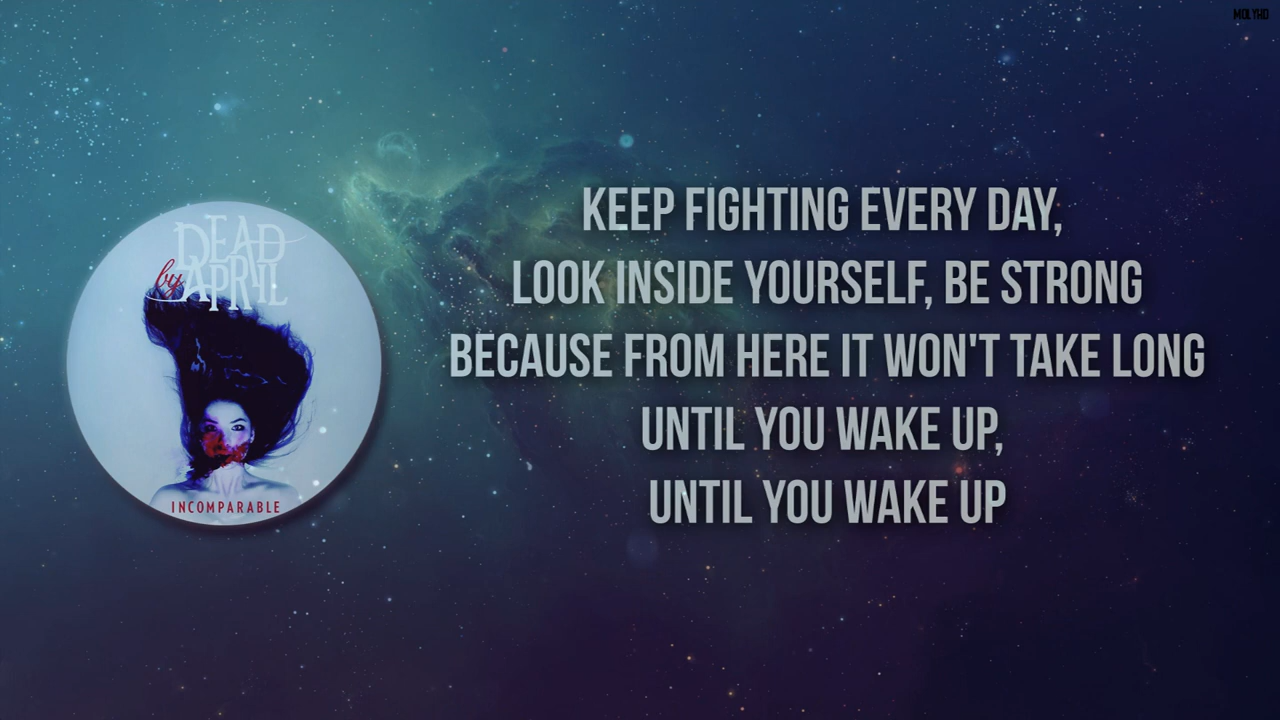 MOLYHD
DEAD
by APRIL
INCOMPARABLE
KEEP FIGHTING EVERY DAY,
LOOK INSIDE YOURSELF, BE STRONG
BECAUSE FROM HERE IT WON'T TAKE LONG
UNTIL YOU WAKE UP,
UNTIL YOU WAKE UP